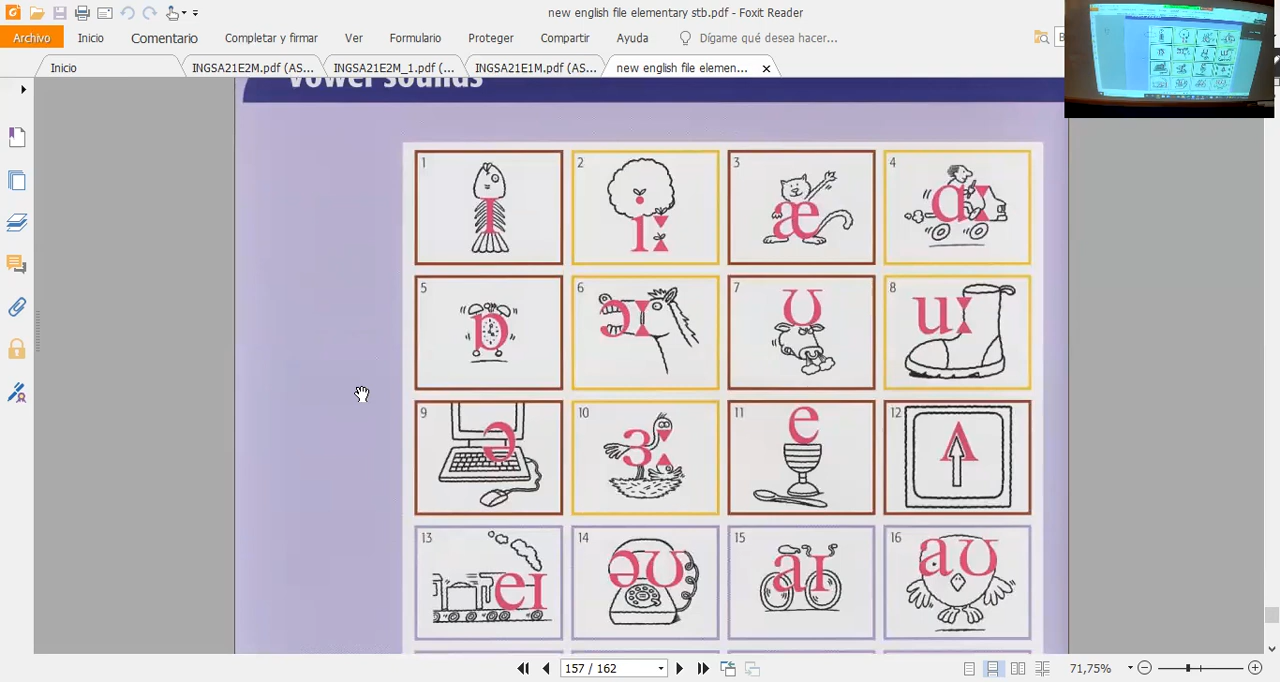 new english file elementary stb.pdf - Foxit Reader
Archivo Inicio Comentario Completar y firmar Ver Formulario Proteger Compartir Ayuda Dígame qué desea hacer...
Inicio INGSA21E2M.pdf (AS... INGSA21E2M_1.pdf (... INGSA21E1M.pdf (AS... new english file elemen...
vowel sounds
1 ɪ 2 iː 3 æ 4 ɑː
5 ɒ 6 ɔː 7 ʊ 8 uː
9 ə 10 ɜː 11 e 12 ʌ
13 eɪ 14 əʊ 15 aɪ 16 aʊ
157 / 162 71,75%